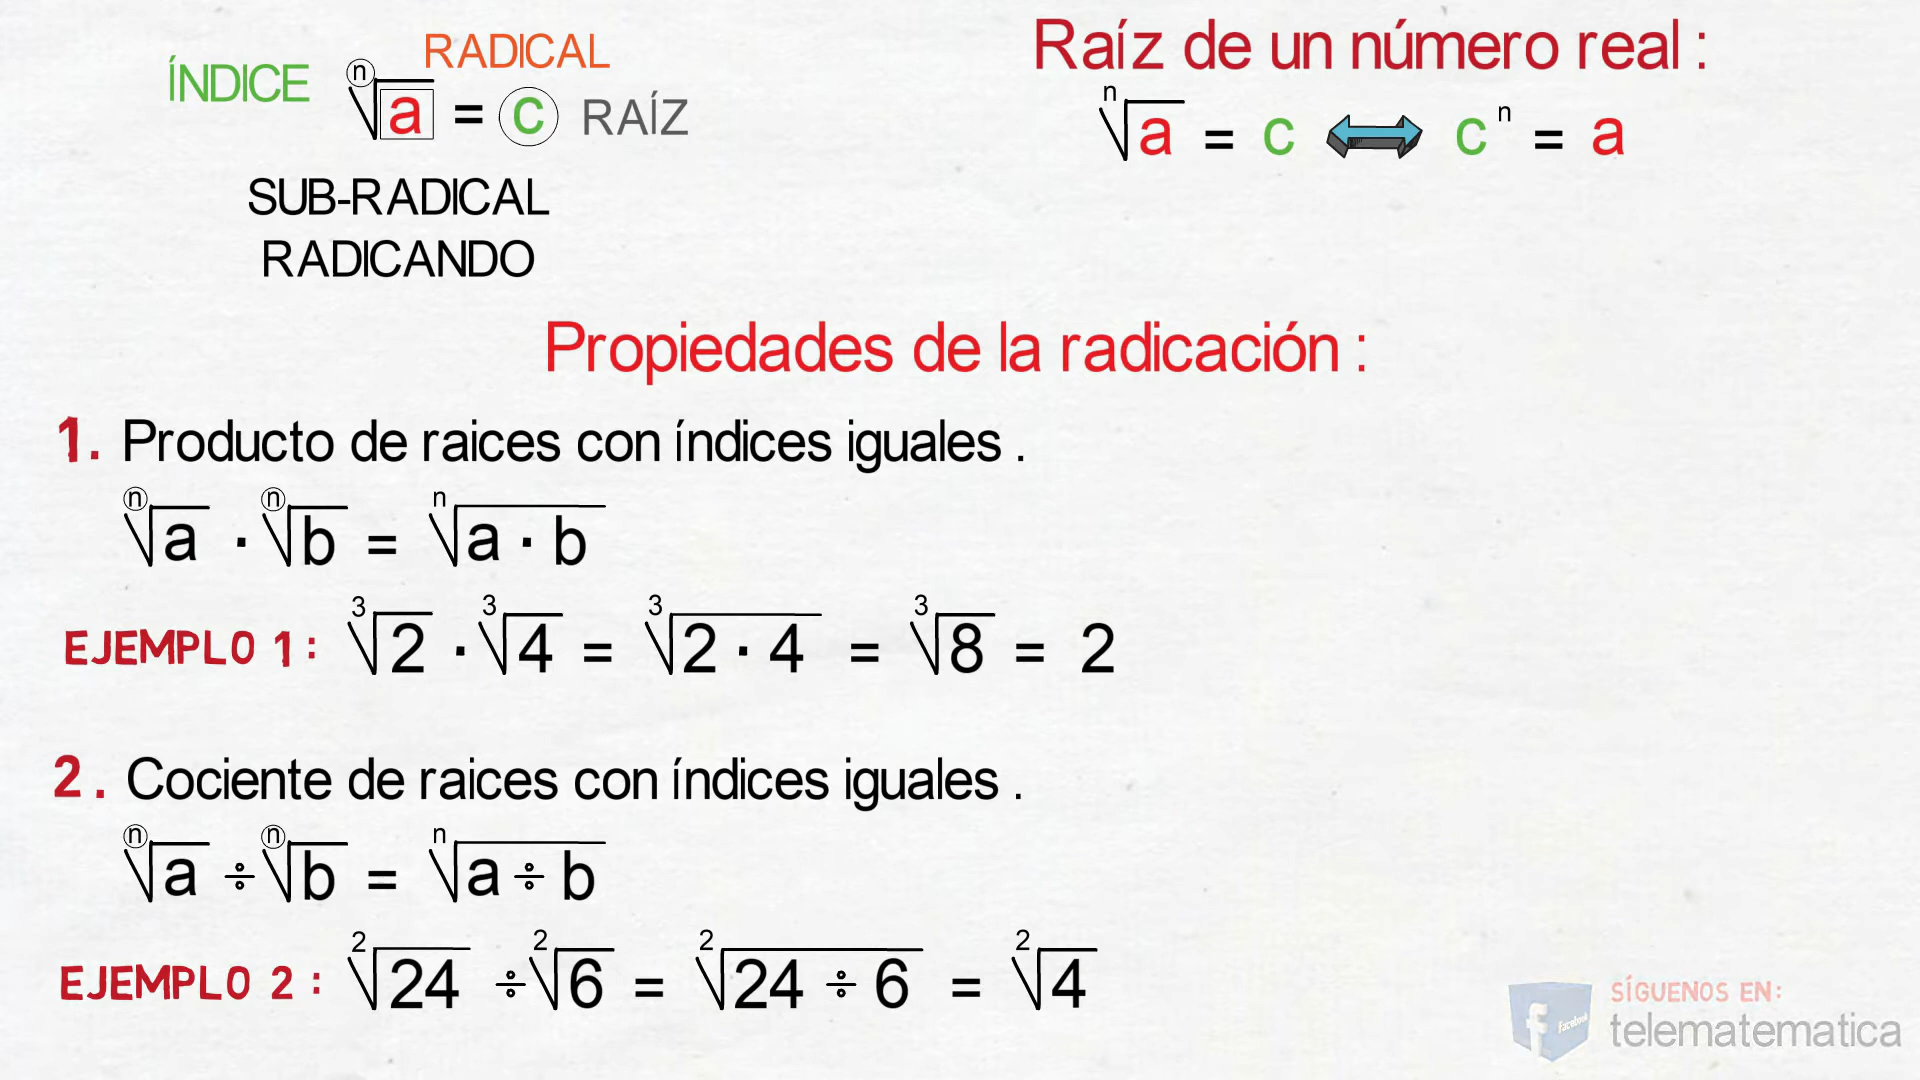 ÍNDICE ⁿ√a = c RADICAL RAÍZ
SUB-RADICAL
RADICANDO
Raíz de un número real :
ⁿ√a = c ⟺ cⁿ = a
Propiedades de la radicación :
1. Producto de raices con índices iguales .
ⁿ√a · ⁿ√b = ⁿ√(a · b)
EJEMPLO 1 : ³√2 · ³√4 = ³√(2 · 4) = ³√8 = 2
2 . Cociente de raices con índices iguales .
ⁿ√a ÷ ⁿ√b = ⁿ√(a ÷ b)
EJEMPLO 2 : ²√24 ÷ ²√6 = ²√(24 ÷ 6) = ²√4
f facebook
SÍGUENOS EN:
telematematica